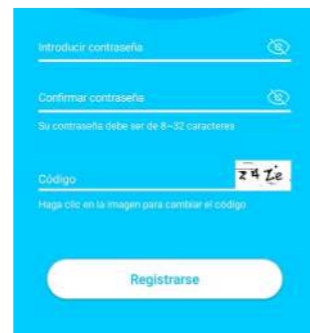 Introducir contraseña
Confirmar contraseña
Su contraseña debe ser de 8~32 caracteres
Código
Haga clic en la imagen para cambiar el código
Registrarse